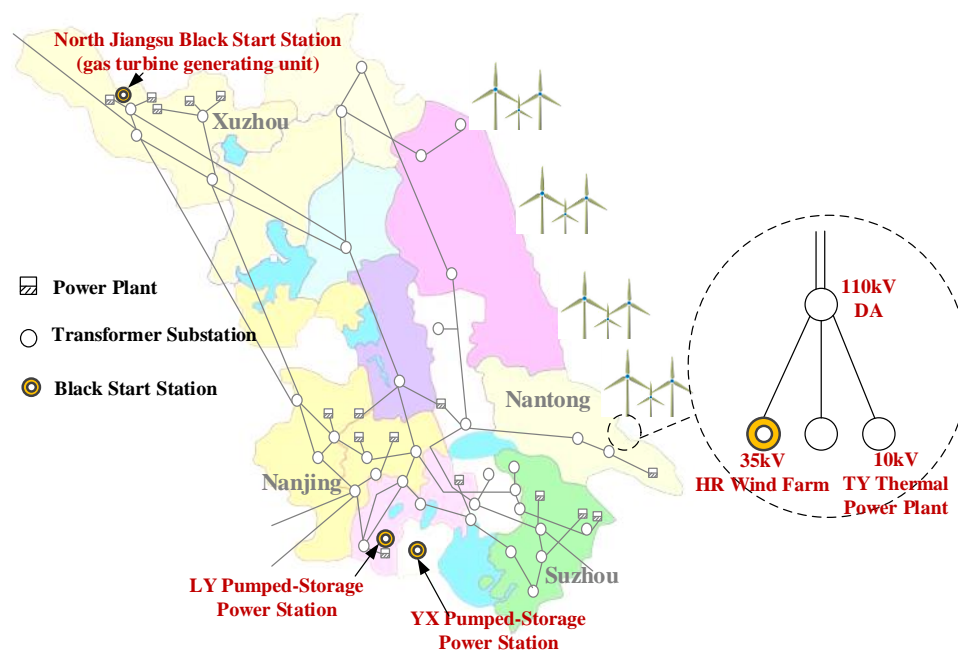 North Jiangsu Black Start Station
(gas turbine generating unit)
Xuzhou
Power Plant
Transformer Substation
Black Start Station
110kV
DA
Nantong
35kV
HR Wind Farm
10kV
TY Thermal
Power Plant
Nanjing
Suzhou
LY Pumped-Storage
Power Station
YX Pumped-Storage
Power Station